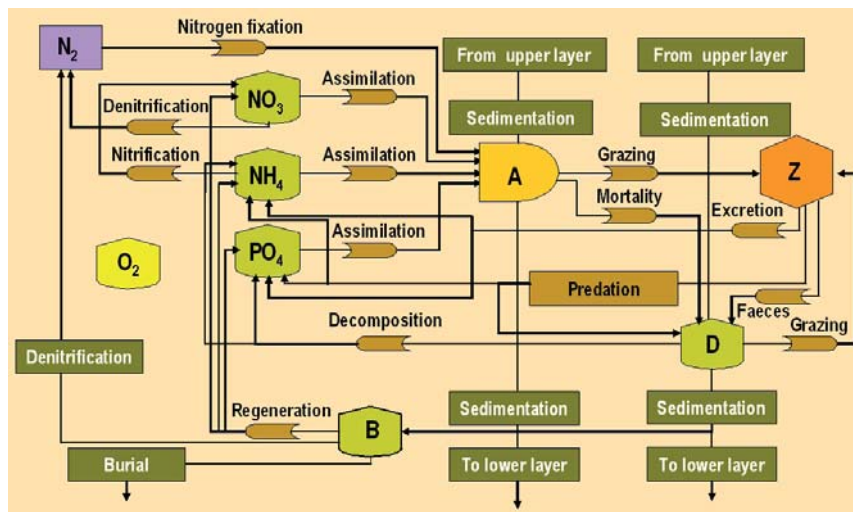 Nitrogen fixation
N2
From upper layer
From upper layer
Assimilation
NO3
Denitrification
Sedimentation
Sedimentation
Nitrification
Assimilation
NH4
A
Grazing
Z
Mortality
Excretion
Assimilation
PO4
O2
Predation
Faeces
Decomposition
Grazing
D
Denitrification
Regeneration
B
Sedimentation
Sedimentation
Burial
To lower layer
To lower layer